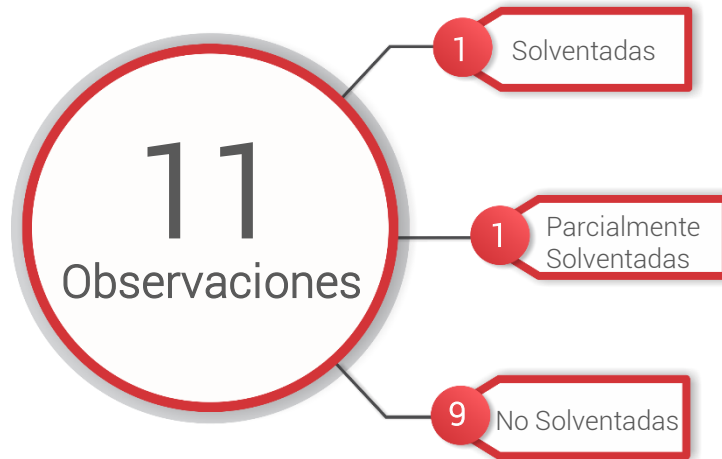 11
Observaciones
1
Solventadas
1
Parcialmente
Solventadas
9
No Solventadas